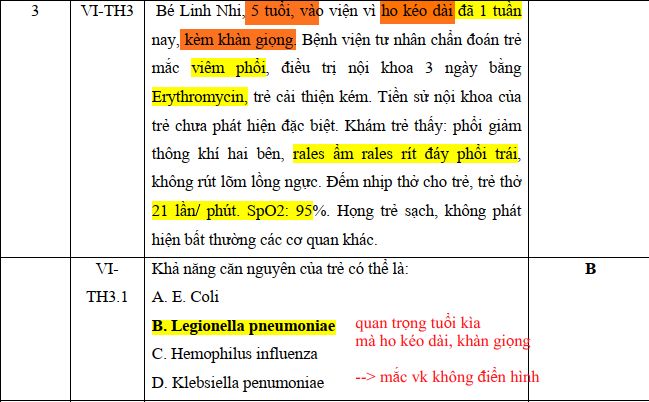 3
VI-TH3
Bé Linh Nhi, 5 tuổi, vào viện vì ho kéo dài đã 1 tuần
nay, kèm khàn giọng. Bệnh viện tư nhân chẩn đoán trẻ
mắc viêm phổi, điều trị nội khoa 3 ngày bằng
Erythromycin, trẻ cải thiện kém. Tiền sử nội khoa của
trẻ chưa phát hiện đặc biệt. Khám trẻ thấy: phổi giảm
thông khí hai bên, rales ẩm rales rít đáy phổi trái,
không rút lõm lồng ngực. Đếm nhịp thở cho trẻ, trẻ thở
21 lần/ phút. SpO2: 95%. Họng trẻ sạch, không phát
hiện bất thường các cơ quan khác.
VI-
TH3.1
Khả năng căn nguyên của trẻ có thể là:
A. E. Coli
B. Legionella pneumoniae
C. Hemophilus influenza
D. Klebsiella penumoniae
quan trọng tuổi kìa
mà ho kéo dài, khàn giọng
--> mắc vk không điển hình
B